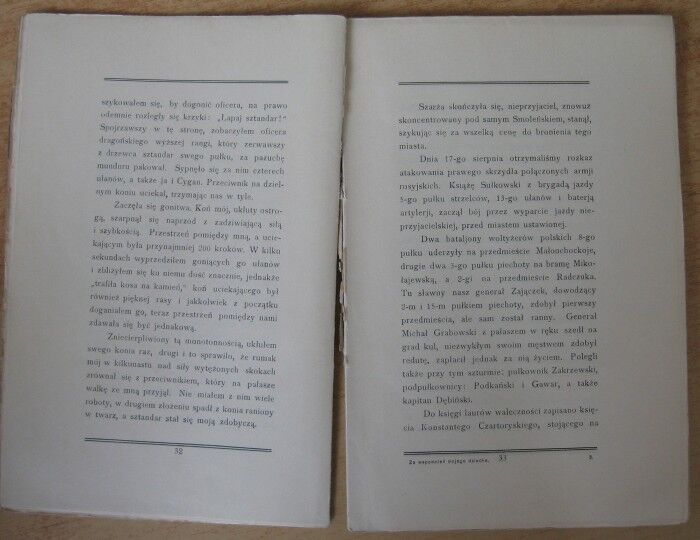 szykowałem się, by dogonić oficera, na prawo
odemnie rozległy się krzyki: „Łapaj sztandar!"
Spojrzawszy w tę stronę, zobaczyłem oficera
dragońskiego wyższej rangi, który zerwawszy
z drzewca sztandar swego pułku, za pazuchę
munduru pakował. Sypnęło się za nim czterech
ułanów, a także ja i Cygan. Przeciwnik na dziel-
nym koniu uciekał, trzymając nas w tyle.
Zaczęła się gonitwa. Koń mój, ukłuty ostro-
gą, szarpnął się naprzód z zadziwiającą siłą
i szybkością. Przestrzeń pomiędzy mną, a ucie-
kającym była przynajmniej 200 kroków. W kilku
sekundach wyprzedziłem goniących go ułanów
i zbliżyłem się ku niemu dość znacznie, jednakże
„trafiła kosa na kamień," koń uciekającego był
również pięknej rasy i jakkolwiek z początku
doganiałem go, teraz przestrzeń pomiędzy nami
zdawała się być jednakową.
Zniecierpliwiony tą monotonnością, ukłułem
swego konia raz, drugi i to sprawiło, że rumak
mój w kilkunastu nad siły wytężonych skokach
zrównał się z przeciwnikiem, który na pałasze
walkę ze mną przyjął. Nie miałem z nim wiele
roboty, w drugiem złożeniu spadł z konia raniony
w twarz, a sztandar stał się moją zdobyczą.
32
Szarża skończyła się, nieprzyjaciel, znowuż
skoncentrowany pod samym Smoleńskiem, stanął,
szykując się za wszelką cenę do bronienia tego
miasta.
Dnia 17-go sierpnia otrzymaliśmy rozkaz
atakowania prawego skrzydła połączonych armji
rosyjskich. Książę Sułkowski z brygadą jazdy
5-go pułku strzelców, 13-go ułanów i baterją
artylerji, zaczął bój przez wyparcie jazdy nie-
przyjacielskiej, przed miastem ustawionej.
Dwa bataljony woltyżerów polskich 8-go
pułku uderzyły na przedmieście Małonchockoje,
drugie dwa 3-go pułku piechoty na bramę Miko-
łajewską, a 2-gi na przedmieście Radczuka.
Tu sławny nasz generał Zajączek, dowodzący
2-m i 15-m pułkiem piechoty, zdobył pierwszy
przedmieścia, ale sam został ranny. Generał
Michał Grabowski z pałaszem w ręku szedł na
grad kul, niezwykłym swoim męstwem zdobył
redutę, zapłacił jednak za nią życiem. Polegli
także przy tym szturmie: pułkownik Zakrzewski,
podpułkownicy: Podkański i Gawar, a także
kapitan Dębiński.
Do księgi laurów waleczności zapisano księ-
cia Konstantego Czartoryskiego, stojącego na
Za wspomnień mojego dziadka. 33 3.